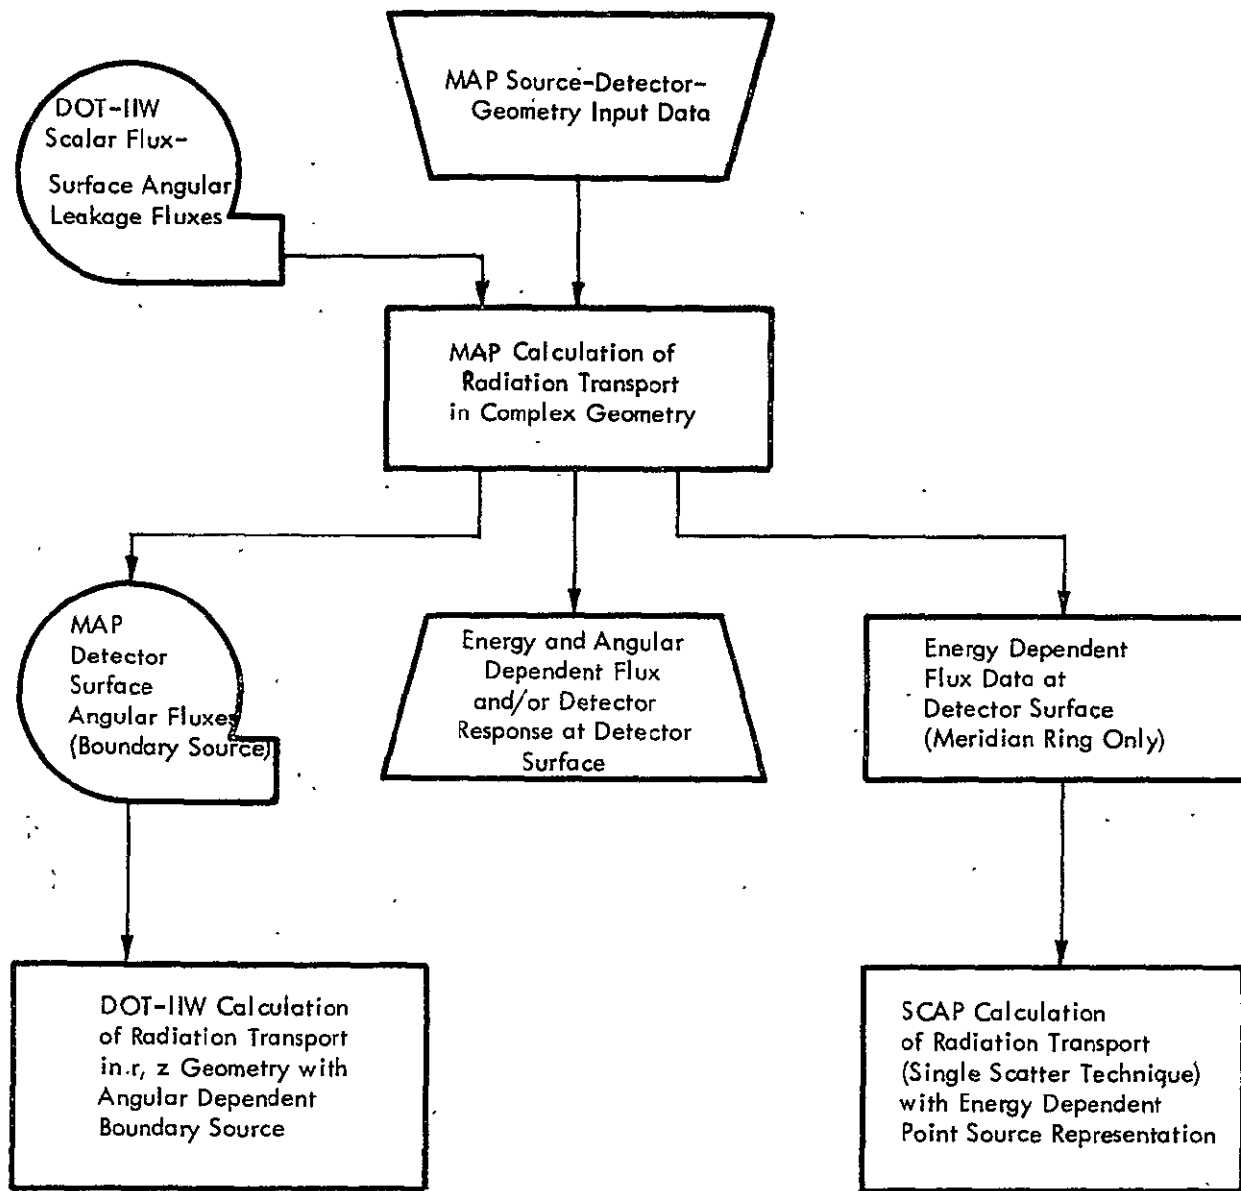 MAP Source-Detector-
Geometry Input Data
DOT-IIW
Scalar Flux-
Surface Angular
Leakage Fluxes
MAP Calculation of
Radiation Transport
in Complex Geometry
MAP
Detector
Surface
Angular Fluxes
(Boundary Source)
Energy and Angular
Dependent Flux
and/or Detector
Response at Detector
Surface
Energy Dependent
Flux Data at
Detector Surface
(Meridian Ring Only)
DOT-IIW Calculation
of Radiation Transport
in.r, z Geometry with
Angular Dependent
Boundary Source
SCAP Calculation
of Radiation Transport
(Single Scatter Technique)
with Energy Dependent
Point Source Representation